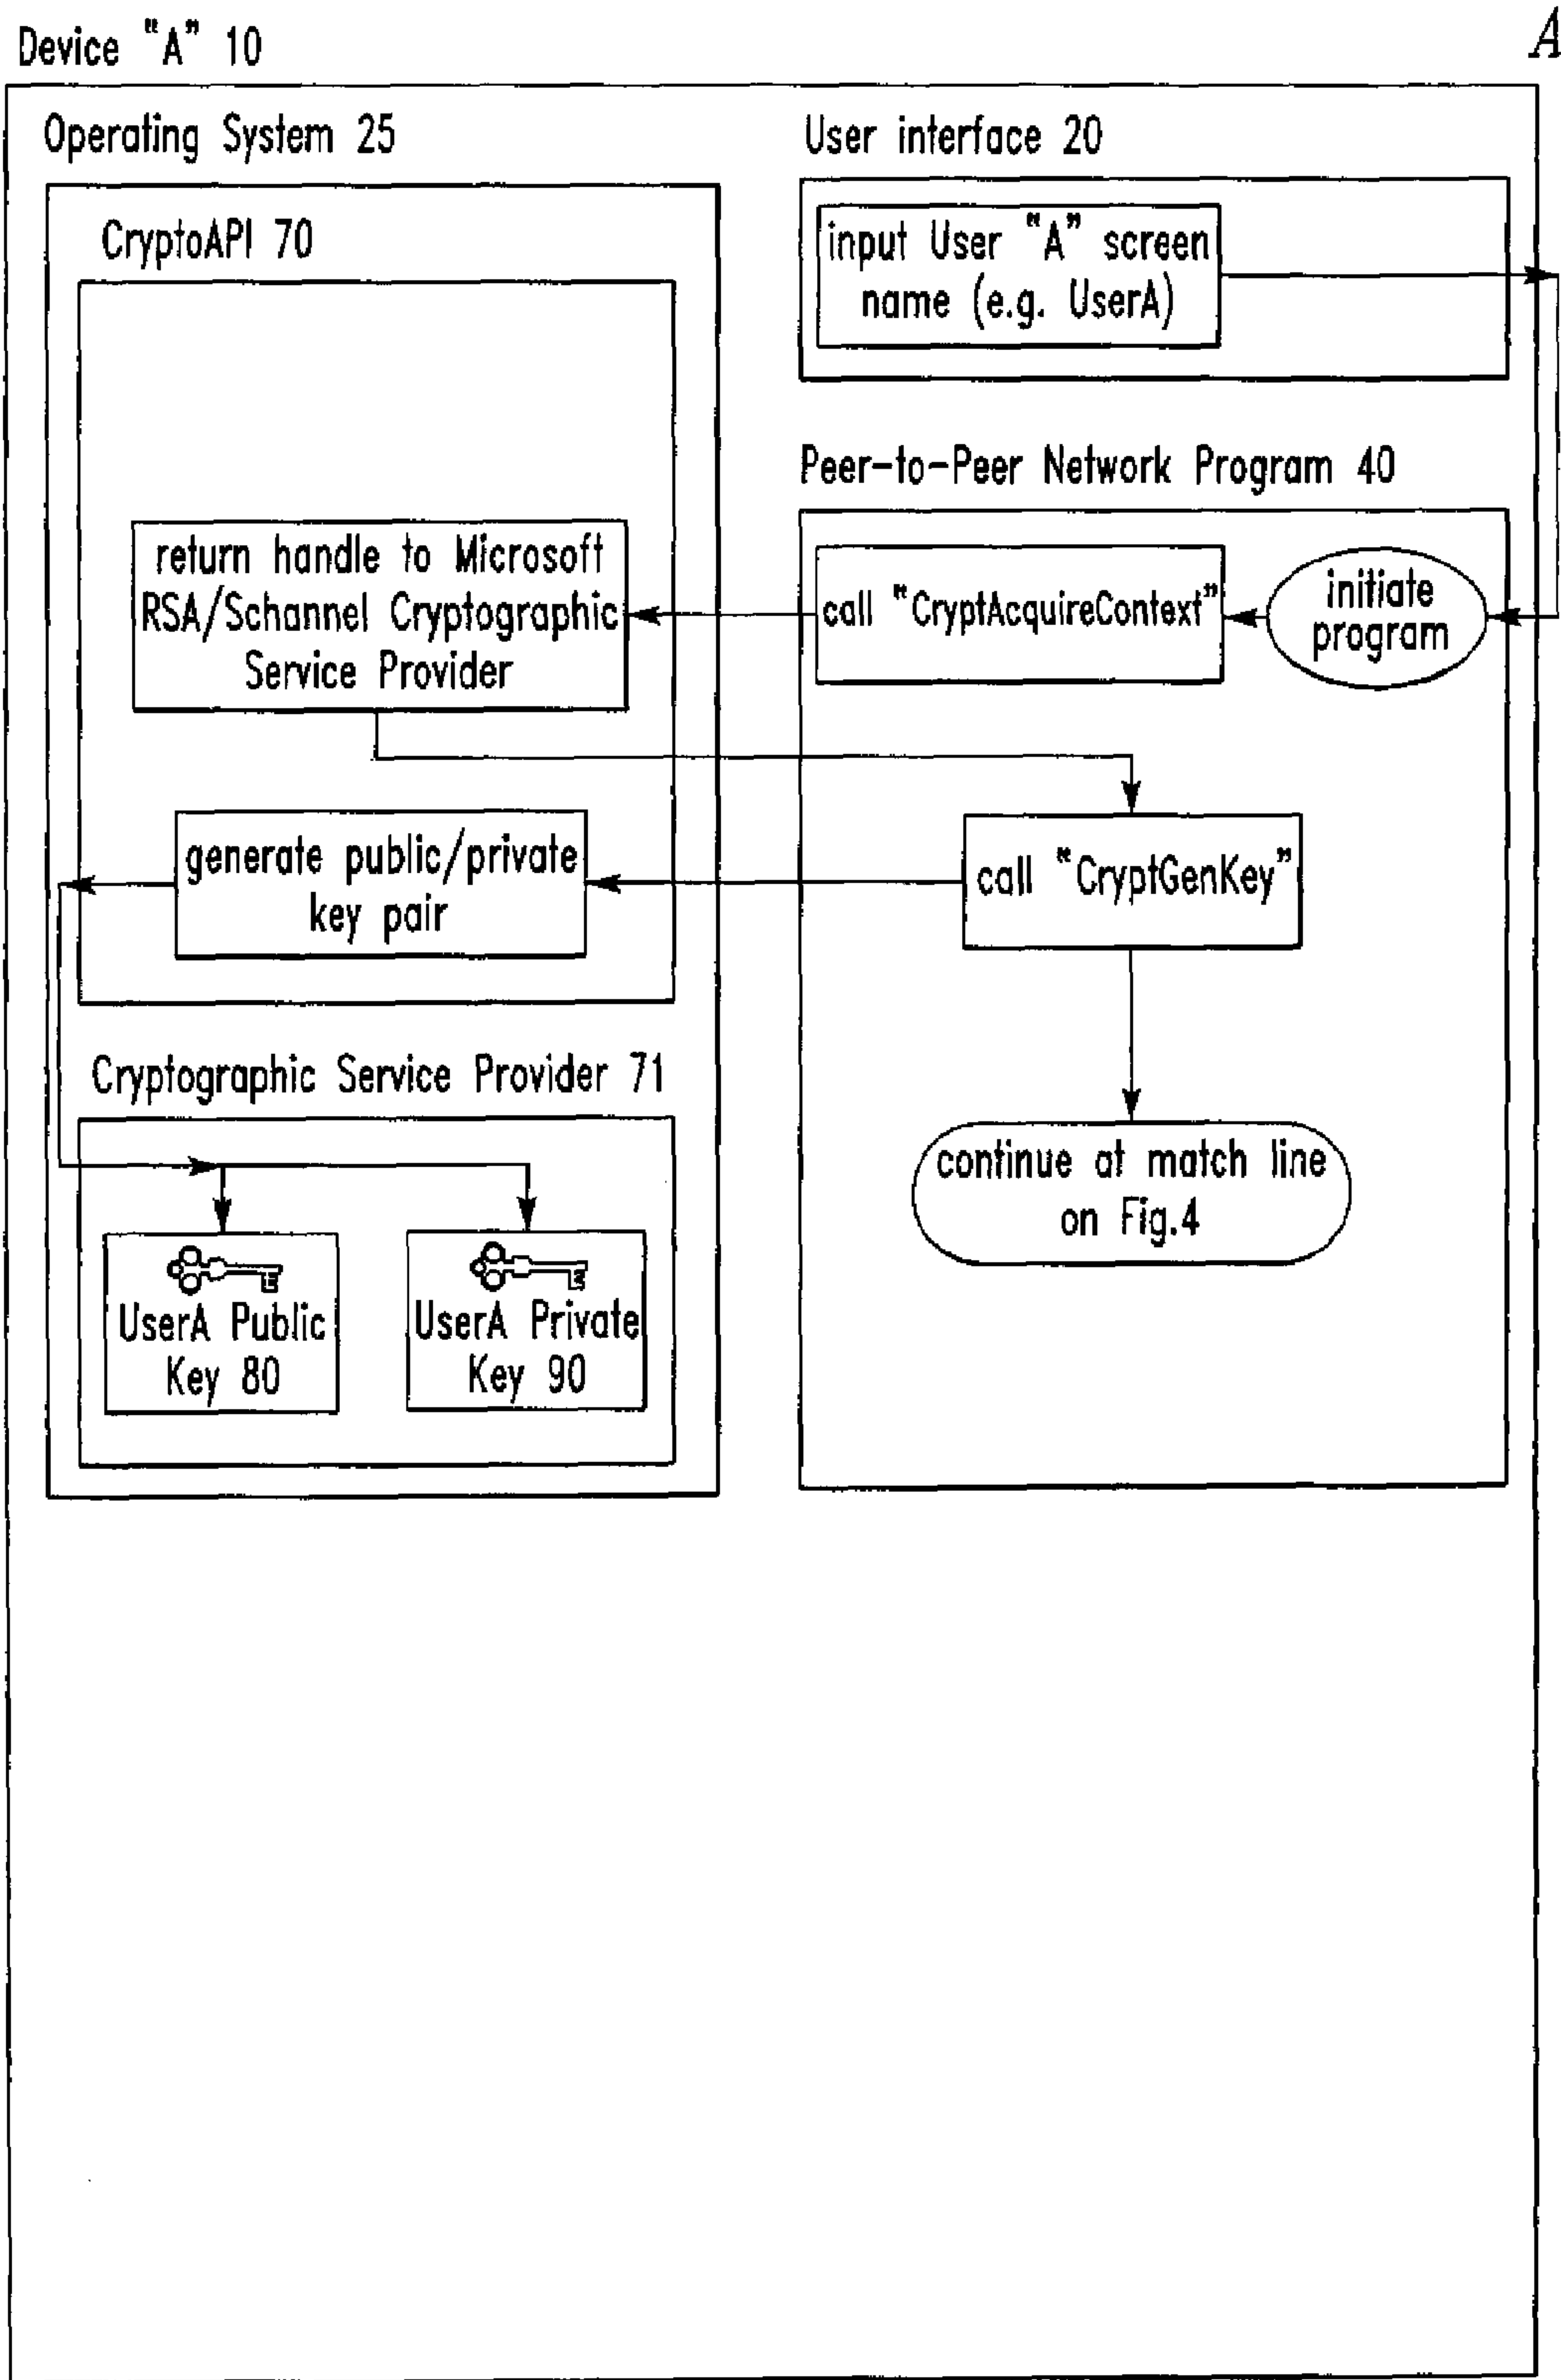 Device "A" 10
A
Operating System 25
CryptoAPI 70
return handle to Microsoft
RSA/Schannel Cryptographic
Service Provider
generate public/private
key pair
Cryptographic Service Provider 71
UserA Public
Key 80
UserA Private
Key 90
User interface 20
input User "A" screen
name (e.g. UserA)
Peer-to-Peer Network Program 40
call "CryptAcquireContext"
initiate
program
call "CryptGenKey"
continue at match line
on Fig.4